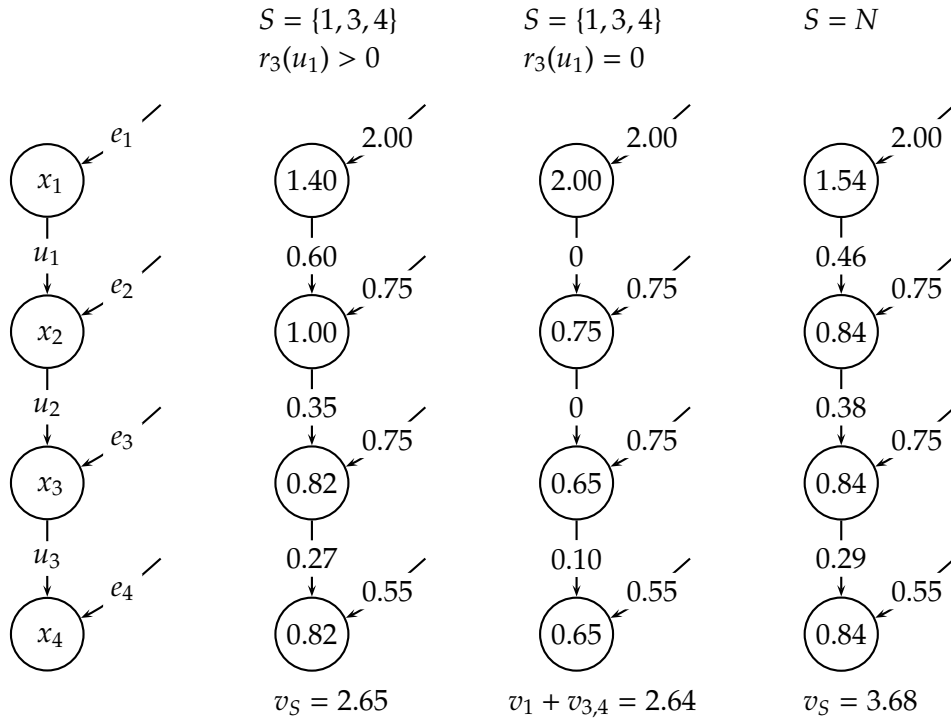 S = {1, 3, 4} S = {1, 3, 4} S = N
r₃(u₁) > 0 r₃(u₁) = 0
e₁ 2.00 2.00 2.00
x₁ 1.40 2.00 1.54
u₁ 0.60 0 0.46
e₂ 0.75 0.75 0.75
x₂ 1.00 0.75 0.84
u₂ 0.35 0 0.38
e₃ 0.75 0.75 0.75
x₃ 0.82 0.65 0.84
u₃ 0.27 0.10 0.29
e₄ 0.55 0.55 0.55
x₄ 0.82 0.65 0.84
v_S = 2.65 v₁ + v₃,₄ = 2.64 v_S = 3.68